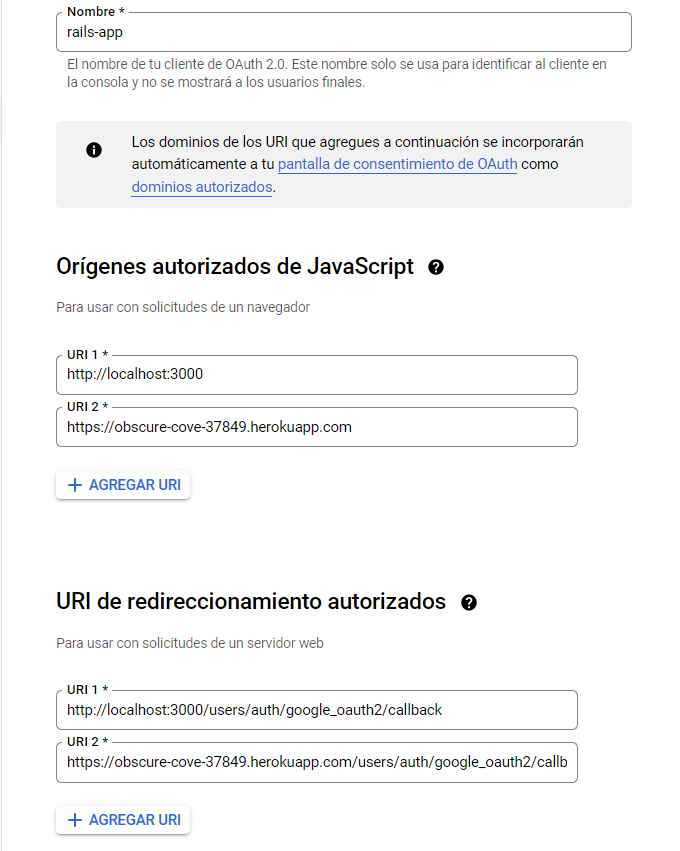 Nombre *
rails-app
El nombre de tu cliente de OAuth 2.0. Este nombre solo se usa para identificar al cliente en
la consola y no se mostrará a los usuarios finales.
Los dominios de los URI que agregues a continuación se incorporarán
automáticamente a tu pantalla de consentimiento de OAuth como
dominios autorizados.
Orígenes autorizados de JavaScript
Para usar con solicitudes de un navegador
URI 1 *
http://localhost:3000
URI 2 *
https://obscure-cove-37849.herokuapp.com
+ AGREGAR URI
URI de redireccionamiento autorizados
Para usar con solicitudes de un servidor web
URI 1 *
http://localhost:3000/users/auth/google_oauth2/callback
URI 2 *
https://obscure-cove-37849.herokuapp.com/users/auth/google_oauth2/callb
+ AGREGAR URI